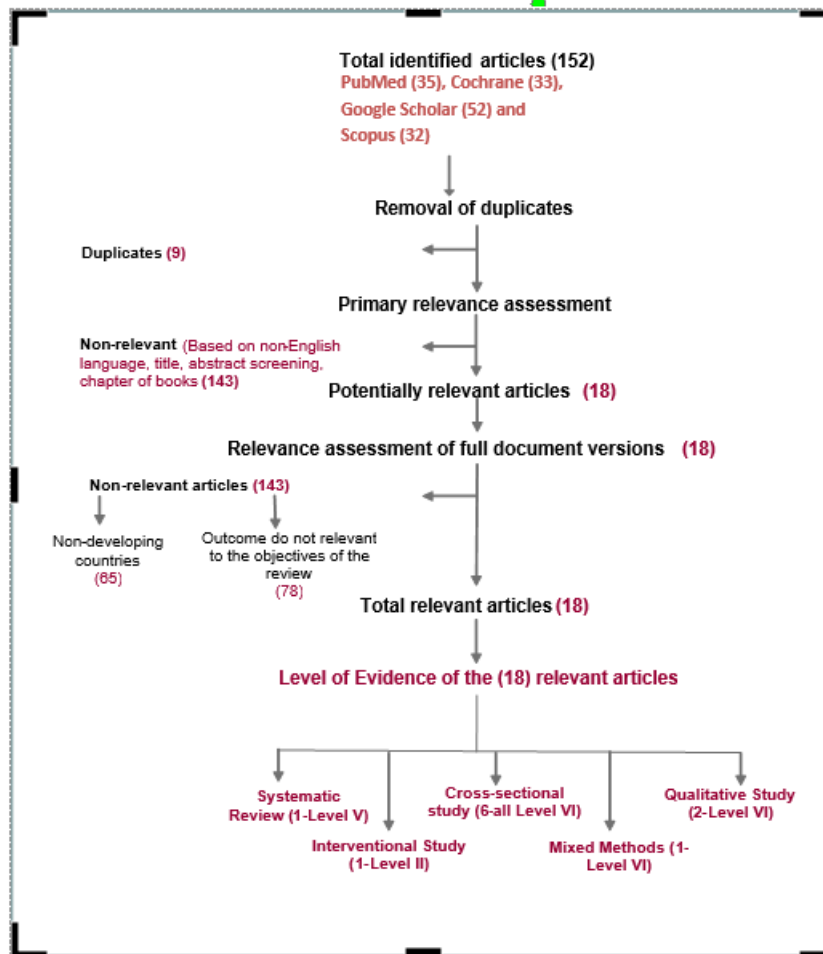 Total identified articles (152)
PubMed (35), Cochrane (33),
Google Scholar (52) and
Scopus (32)
Removal of duplicates
Duplicates (9)
Primary relevance assessment
Non-relevant (Based on non-English
language, title, abstract screening,
chapter of books (143)
Potentially relevant articles (18)
Relevance assessment of full document versions (18)
Non-relevant articles (143)
Non-developing
countries
(65)
Outcome do not relevant
to the objectives of the
review
(78)
Total relevant articles (18)
Level of Evidence of the (18) relevant articles
Systematic
Review (1-Level V)
Interventional Study
(1-Level II)
Cross-sectional
study (6-all Level VI)
Mixed Methods (1-
Level VI)
Qualitative Study
(2-Level VI)